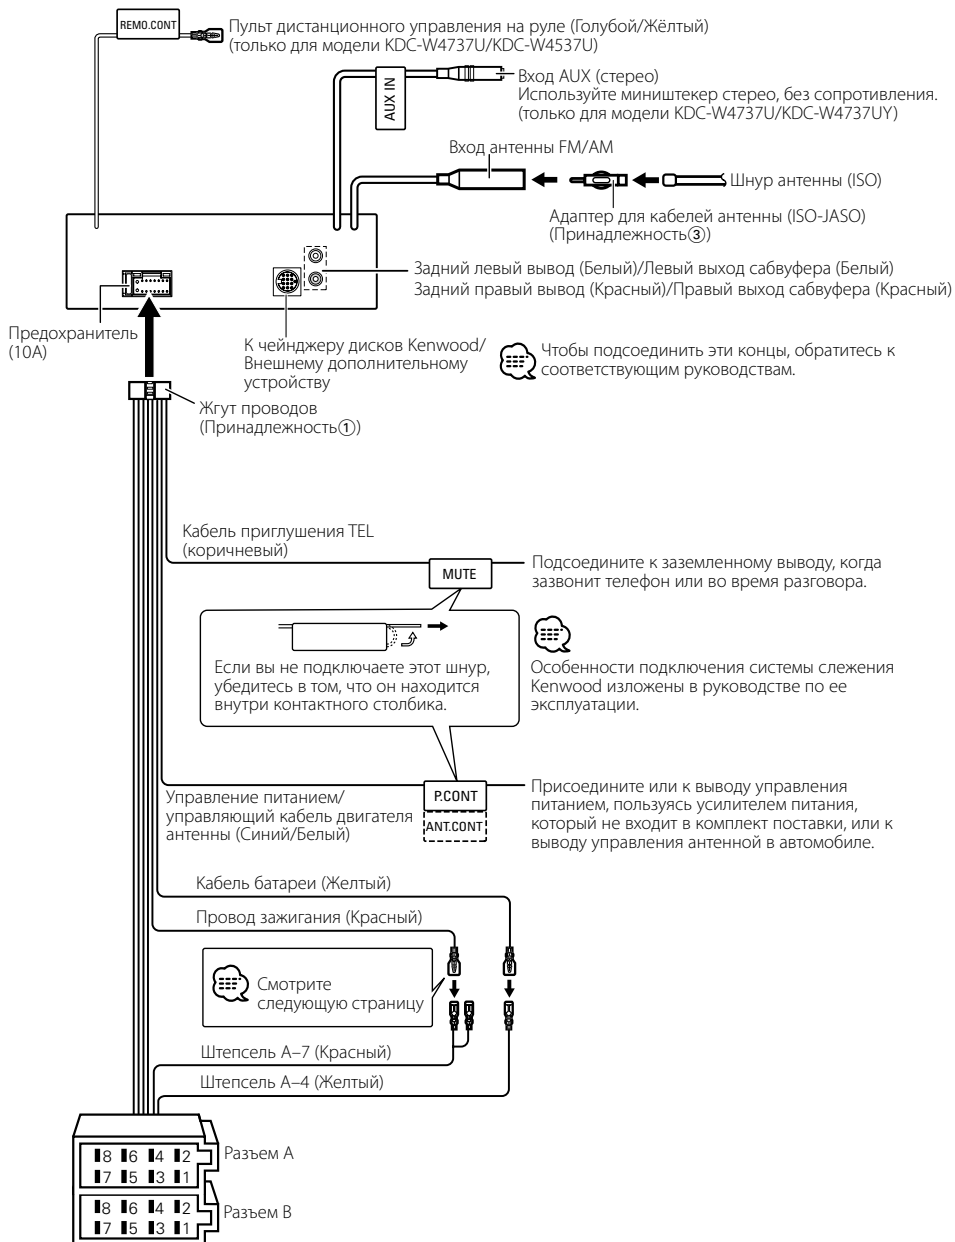 REMO.CONT
Пульт дистанционного управления на руле (Голубой/Жёлтый)
(только для модели KDC-W4737U/KDC-W4537U)
AUX IN
Вход AUX (стерео)
Используйте миништекер стерео, без сопротивления.
(только для модели KDC-W4737U/KDC-W4737UY)
Вход антенны FM/AM
Шнур антенны (ISO)
Адаптер для кабелей антенны (ISO-JASO)
(Принадлежность③)
Задний левый вывод (Белый)/Левый выход сабвуфера (Белый)
Задний правый вывод (Красный)/Правый выход сабвуфера (Красный)
Предохранитель
(10A)
К чейнджеру дисков Kenwood/
Внешнему дополнительному
устройству
Чтобы подсоединить эти концы, обратитесь к
соответствующим руководствам.
Жгут проводов
(Принадлежность①)
Кабель приглушения TEL
(коричневый)
MUTE
Подсоедините к заземленному выводу, когда
зазвонит телефон или во время разговора.
Если вы не подключаете этот шнур,
убедитесь в том, что он находится
внутри контактного столбика.
Особенности подключения системы слежения
Kenwood изложены в руководстве по ее
эксплуатации.
Управление питанием/
управляющий кабель двигателя
антенны (Синий/Белый)
P.CONT
ANT.CONT
Присоедините или к выводу управления
питанием, пользуясь усилителем питания,
который не входит в комплект поставки, или к
выводу управления антенной в автомобиле.
Кабель батареи (Желтый)
Провод зажигания (Красный)
Смотрите
следующую страницу
Штепсель A–7 (Красный)
Штепсель A–4 (Желтый)
8 6 4 2
7 5 3 1
Разъем A
8 6 4 2
7 5 3 1
Разъем B